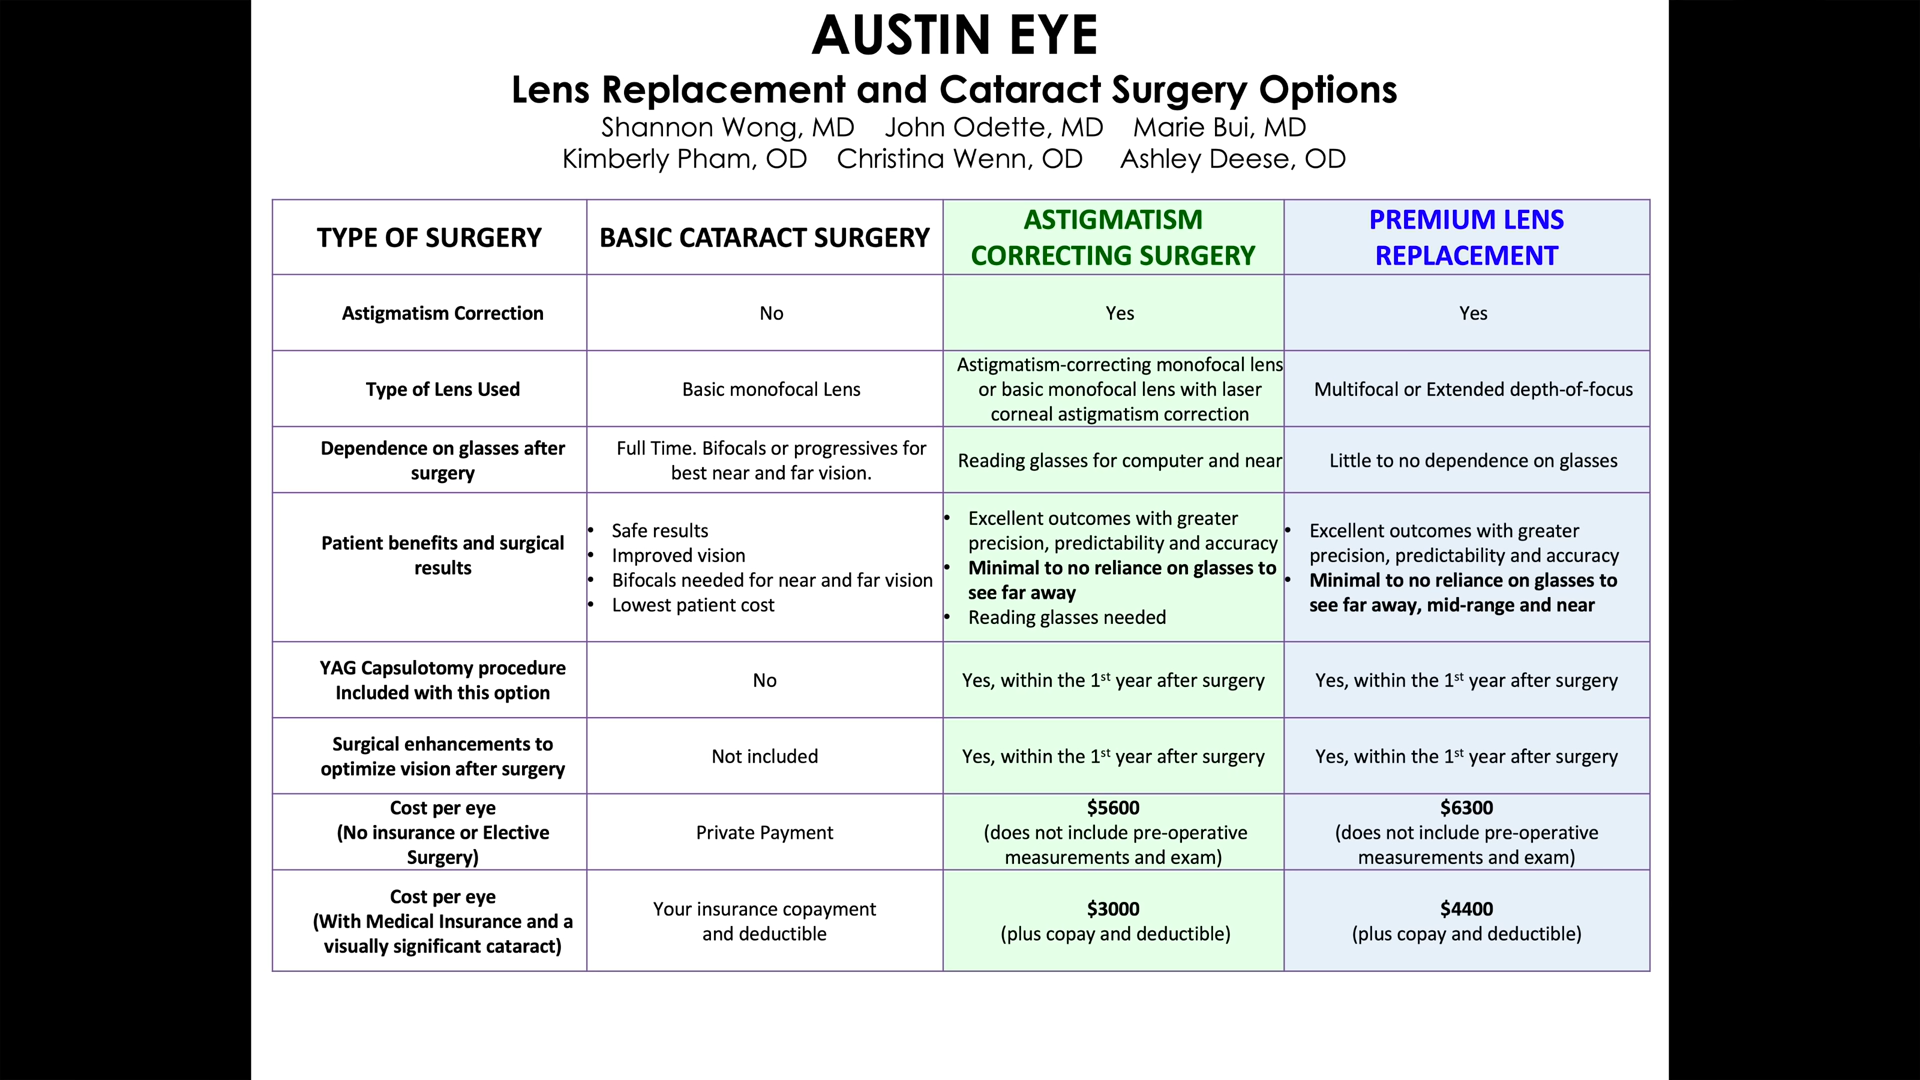 AUSTIN EYE
Lens Replacement and Cataract Surgery Options
Shannon Wong, MD John Odette, MD Marie Bui, MD
Kimberly Pham, OD Christina Wenn, OD Ashley Deese, OD
TYPE OF SURGERY
BASIC CATARACT SURGERY
ASTIGMATISM
CORRECTING SURGERY
PREMIUM LENS
REPLACEMENT
Astigmatism Correction
No
Yes
Yes
Type of Lens Used
Basic monofocal Lens
Astigmatism-correcting monofocal lens
or basic monofocal lens with laser
corneal astigmatism correction
Multifocal or Extended depth-of-focus
Dependence on glasses after
surgery
Full Time. Bifocals or progressives for
best near and far vision.
Reading glasses for computer and near
Little to no dependence on glasses
Patient benefits and surgical
results
• Safe results
• Improved vision
• Bifocals needed for near and far vision
• Lowest patient cost
• Excellent outcomes with greater
precision, predictability and accuracy
• Minimal to no reliance on glasses to
see far away
• Reading glasses needed
• Excellent outcomes with greater
precision, predictability and accuracy
• Minimal to no reliance on glasses to
see far away, mid-range and near
YAG Capsulotomy procedure
Included with this option
No
Yes, within the 1st year after surgery
Yes, within the 1st year after surgery
Surgical enhancements to
optimize vision after surgery
Not included
Yes, within the 1st year after surgery
Yes, within the 1st year after surgery
Cost per eye
(No insurance or Elective
Surgery)
Private Payment
$5600
(does not include pre-operative
measurements and exam)
$6300
(does not include pre-operative
measurements and exam)
Cost per eye
(With Medical Insurance and a
visually significant cataract)
Your insurance copayment
and deductible
$3000
(plus copay and deductible)
$4400
(plus copay and deductible)